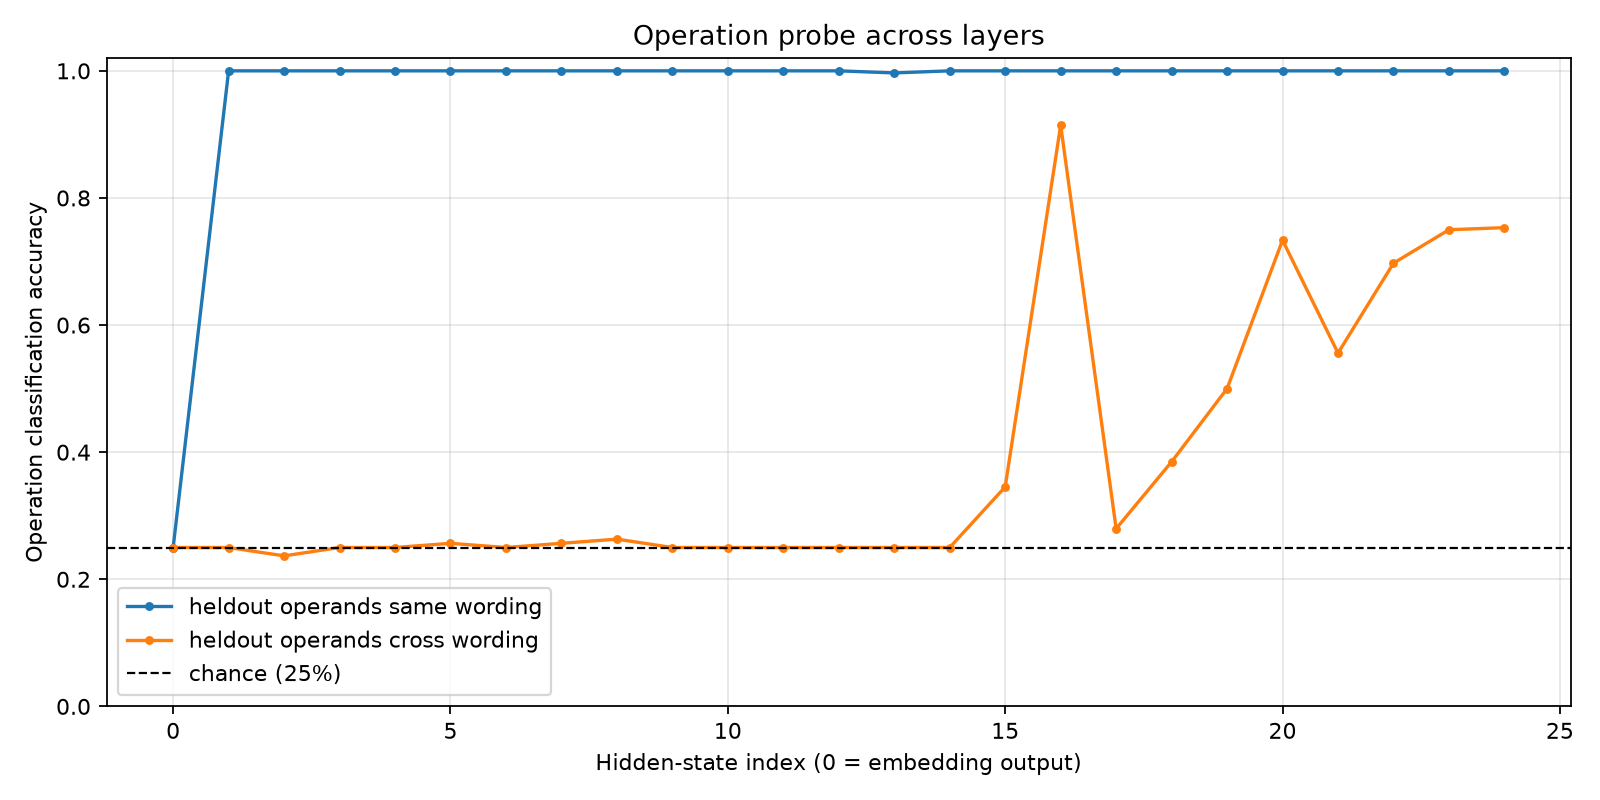 Operation probe across layers
Operation classification accuracy
1.0
0.8
0.6
0.4
0.2
0.0
heldout operands same wording
heldout operands cross wording
chance (25%)
0 5 10 15 20 25
Hidden-state index (0 = embedding output)